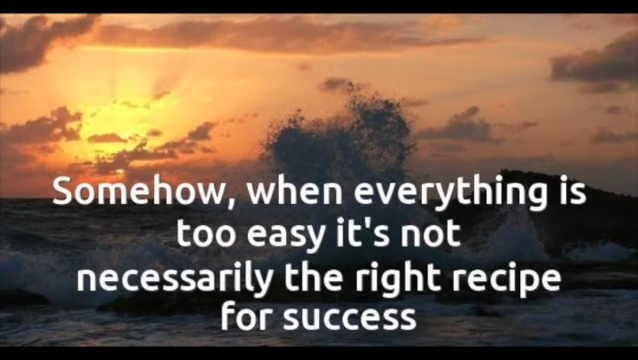 Somehow, when everything is
too easy it's not
necessarily the right recipe
for success